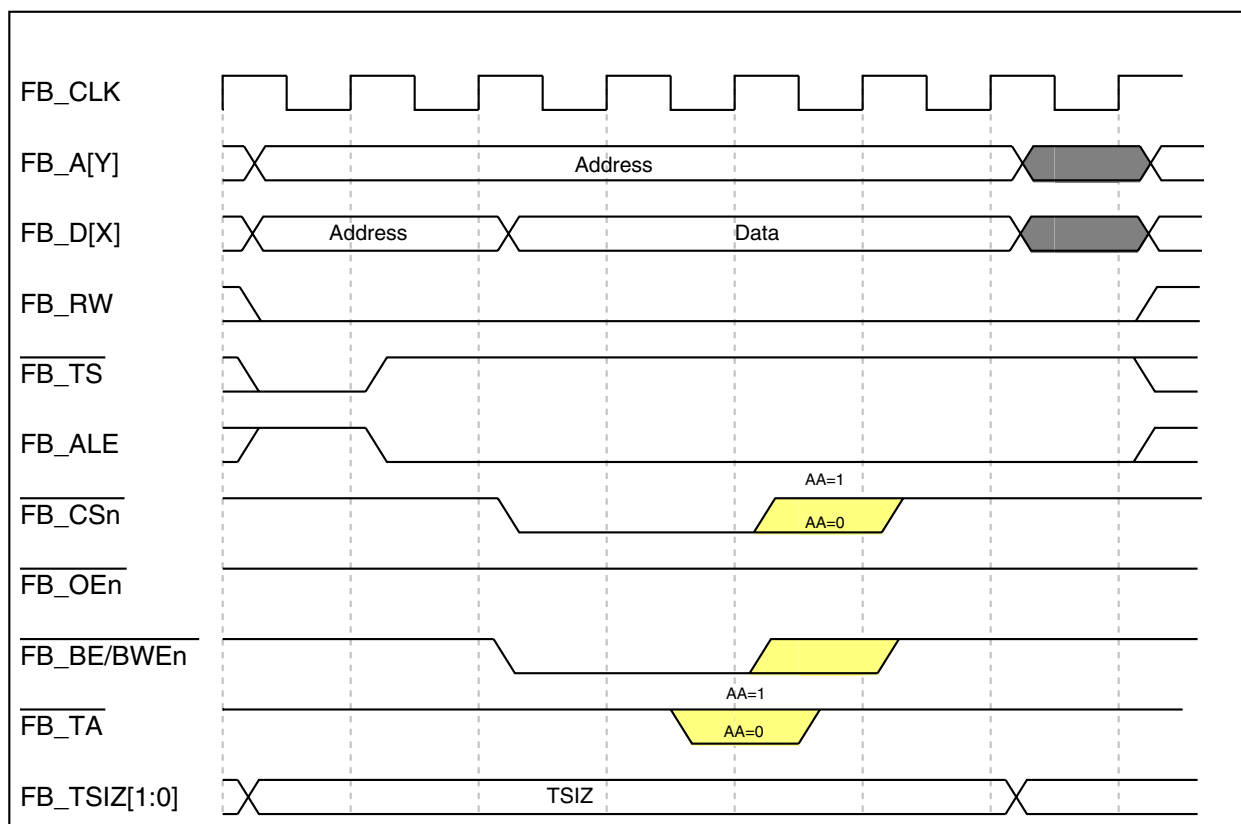 FB_CLK
FB_A[Y]
Address
FB_D[X]
Address
Data
FB_RW
FB_TS
FB_ALE
AA=1
FB_CSn
AA=0
FB_OEn
FB_BE/BWEn
AA=1
FB_TA
AA=0
FB_TSIZ[1:0]
TSIZ